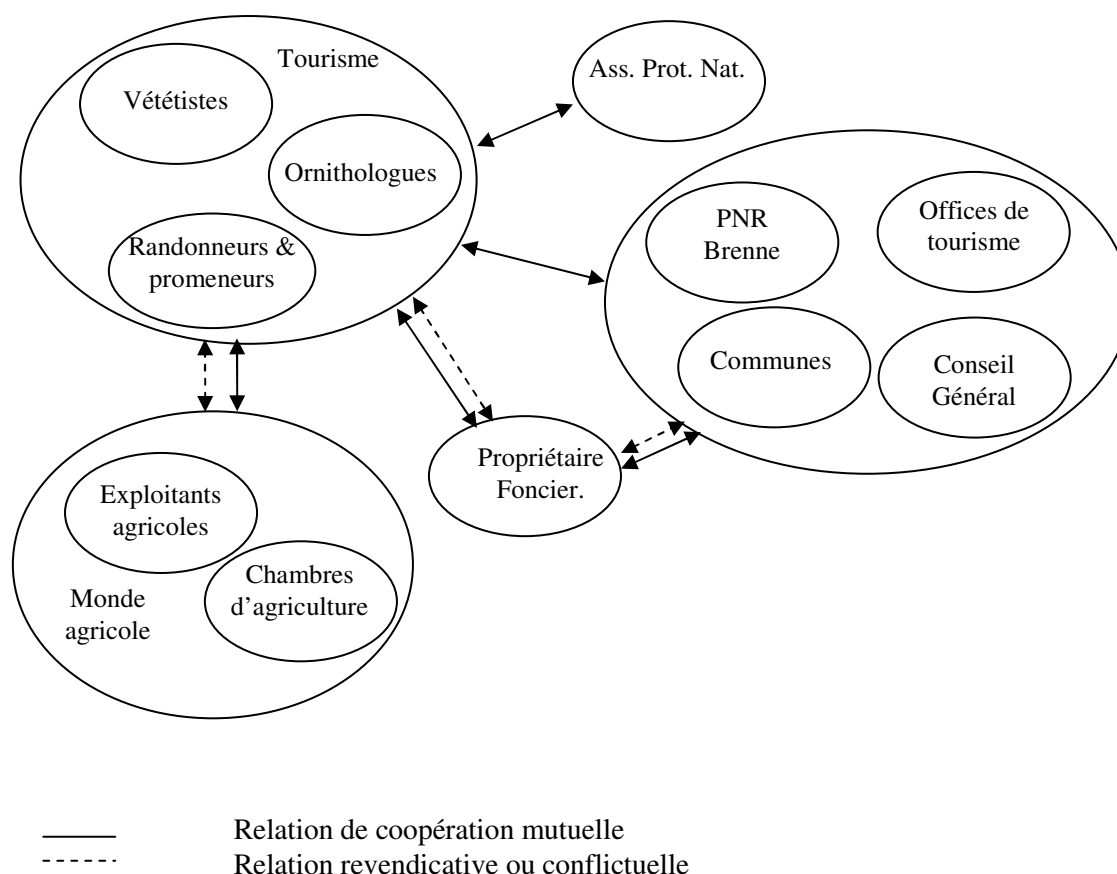 Tourisme
Ass. Prot. Nat.
Vététistes
Ornithologues
PNR
Brenne
Offices de
tourisme
Randonneurs &
promeneurs
Communes
Conseil
Général
Propriétaire
Foncier.
Exploitants
agricoles
Chambres
d’agriculture
Monde
agricole
Relation de coopération mutuelle
Relation revendicative ou conflictuelle